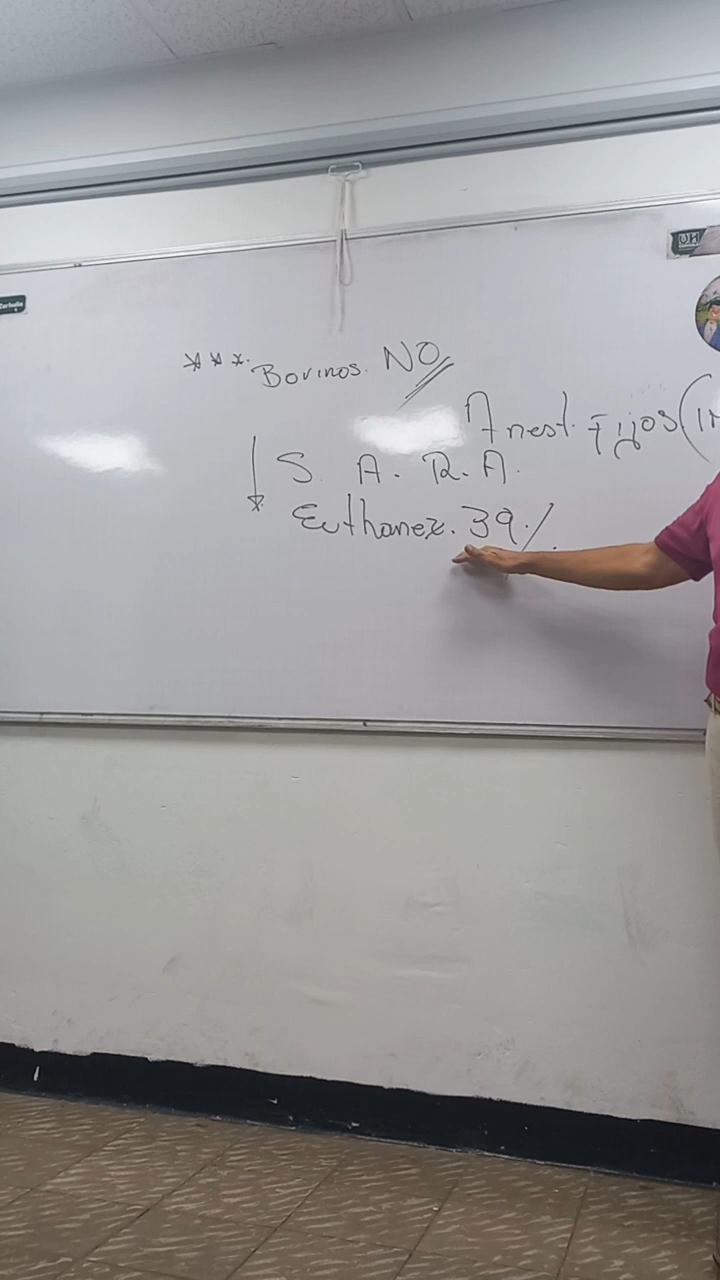 *** Bovinos. NO
Anest. Fijos (I
↓ S. A. R. A.
Euthanex. 39%.